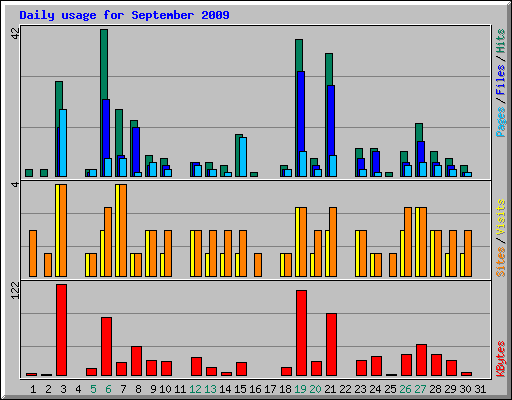 Daily usage for September 2009
42
Pages / Files / Hits
4
Sites / Visits
122
KBytes
1 2 3 4 5 6 7 8 9 10 11 12 13 14 15 16 17 18 19 20 21 22 23 24 25 26 27 28 29 30 31